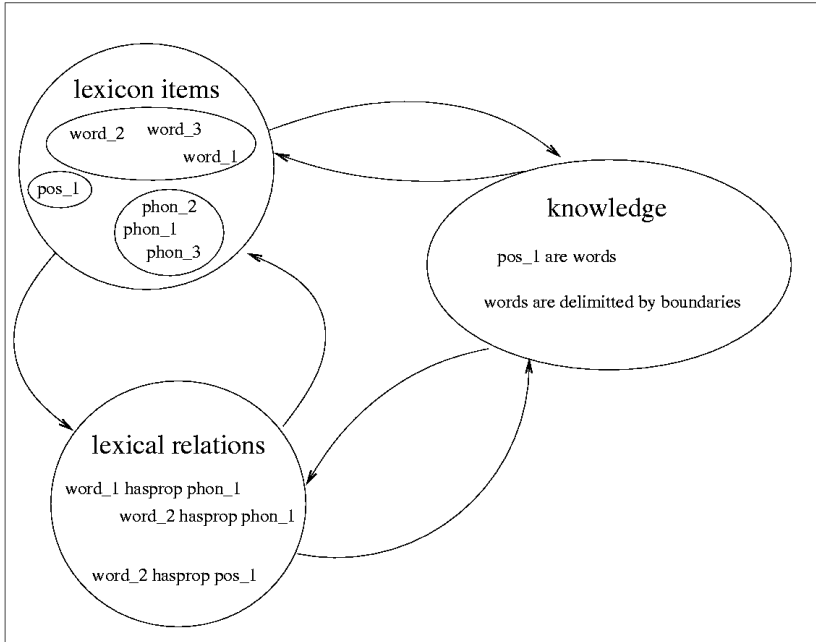 lexicon items
word_2 word_3
word_1
pos_1
phon_2
phon_1
phon_3
knowledge
pos_1 are words
words are delimitted by boundaries
lexical relations
word_1 hasprop phon_1
word_2 hasprop phon_1
word_2 hasprop pos_1